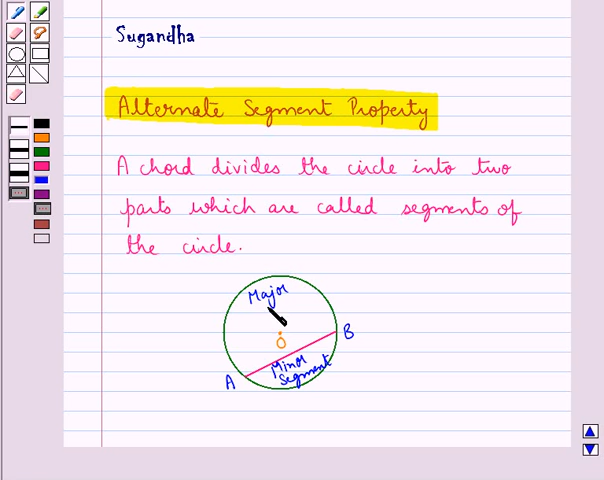 Sugandha
Alternate Segment Property
A chord divides the circle into two
parts which are called segments of
the circle.
Major
O
B
Minor
Segment
A